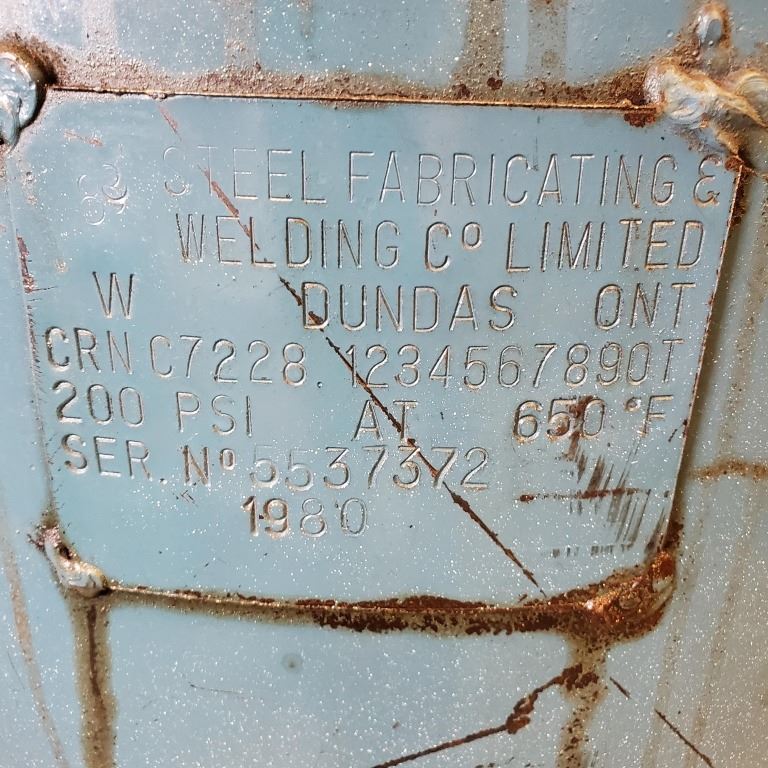 STEEL FABRICATING &
WELDING Cº LIMITED
W DUNDAS ONT
CRN C7228.1234567890T
200 PSI AT 650 °F
SER. Nº 5537372
1980